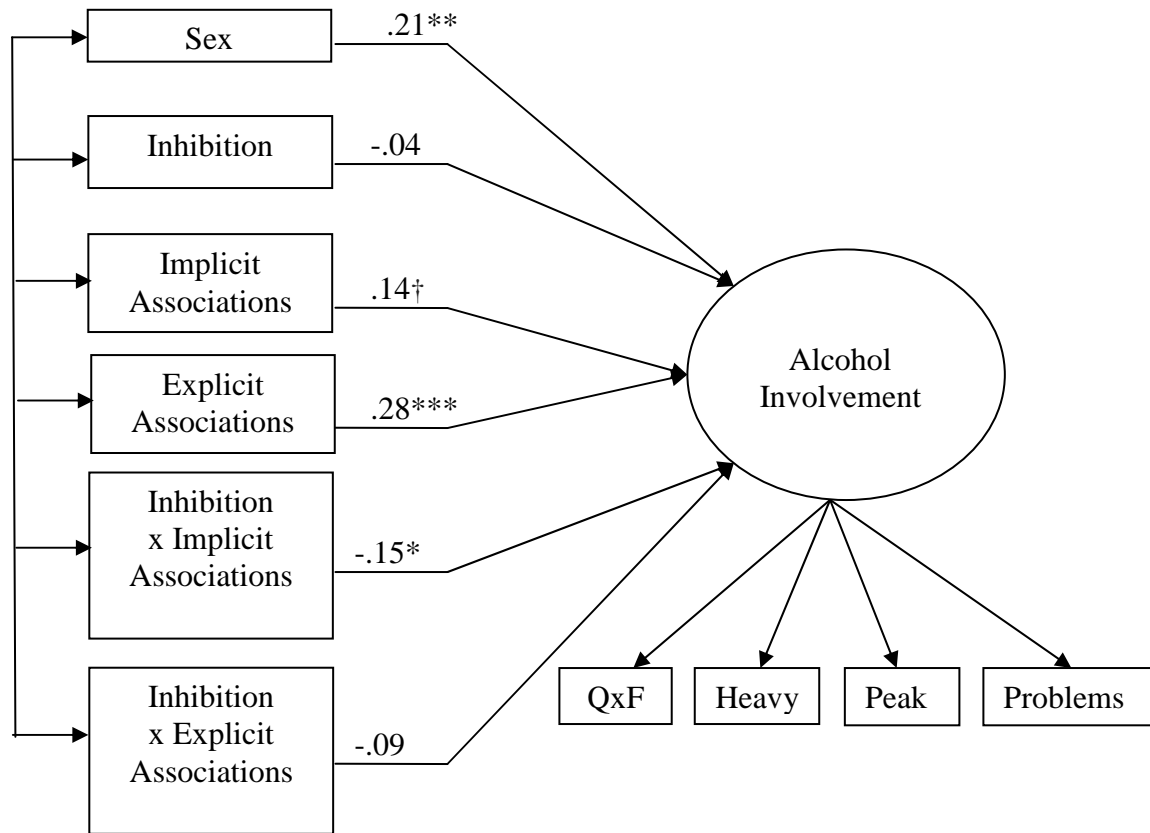 Sex
.21**
Inhibition
-.04
Implicit
Associations
.14†
Explicit
Associations
.28***
Inhibition
x Implicit
Associations
-.15*
Inhibition
x Explicit
Associations
-.09
Alcohol
Involvement
QxF
Heavy
Peak
Problems